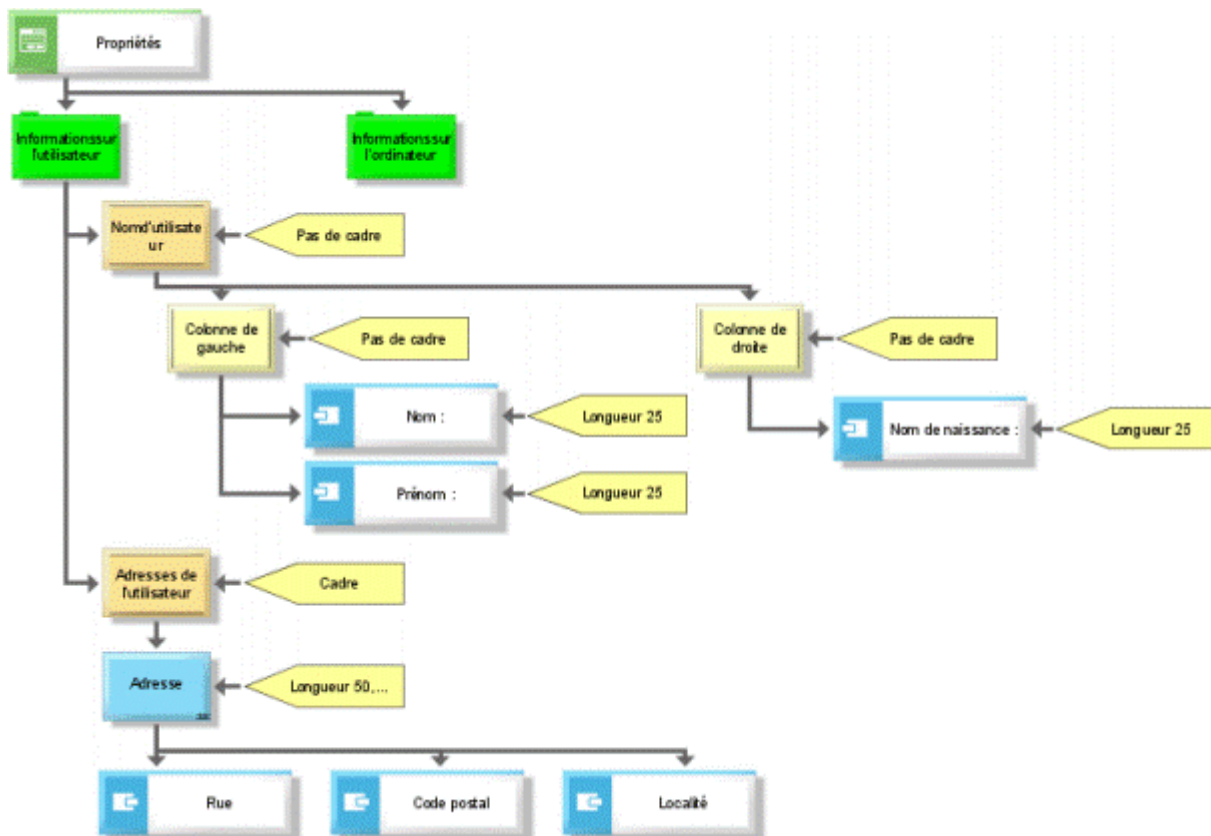 Propriétés
Informationssur
l'utilisateur
Informationssur
l'ordinateur
Nomd'utilisate
ur
Pas de cadre
Colonne de
gauche
Pas de cadre
Colonne de
droite
Pas de cadre
Nom :
Longueur 25
Nom de naissance :
Longueur 25
Prénom :
Longueur 25
Adresses de
l'utilisateur
Cadre
Adresse
Longueur 50,...
Rue
Code postal
Localité